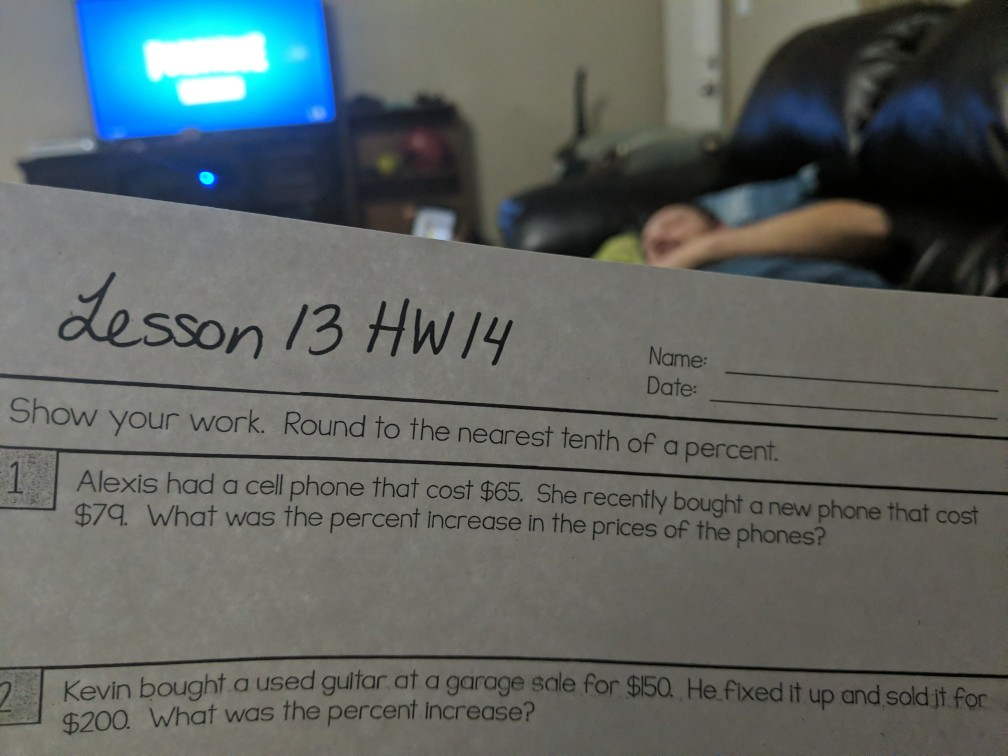 Lesson 13 HW 14
Name:
Date:
Show your work. Round to the nearest tenth of a percent.
1
Alexis had a cell phone that cost $65. She recently bought a new phone that cost
$79. What was the percent increase in the prices of the phones?
2
Kevin bought a used guitar at a garage sale for $150. He fixed it up and sold it for
$200. What was the percent increase?